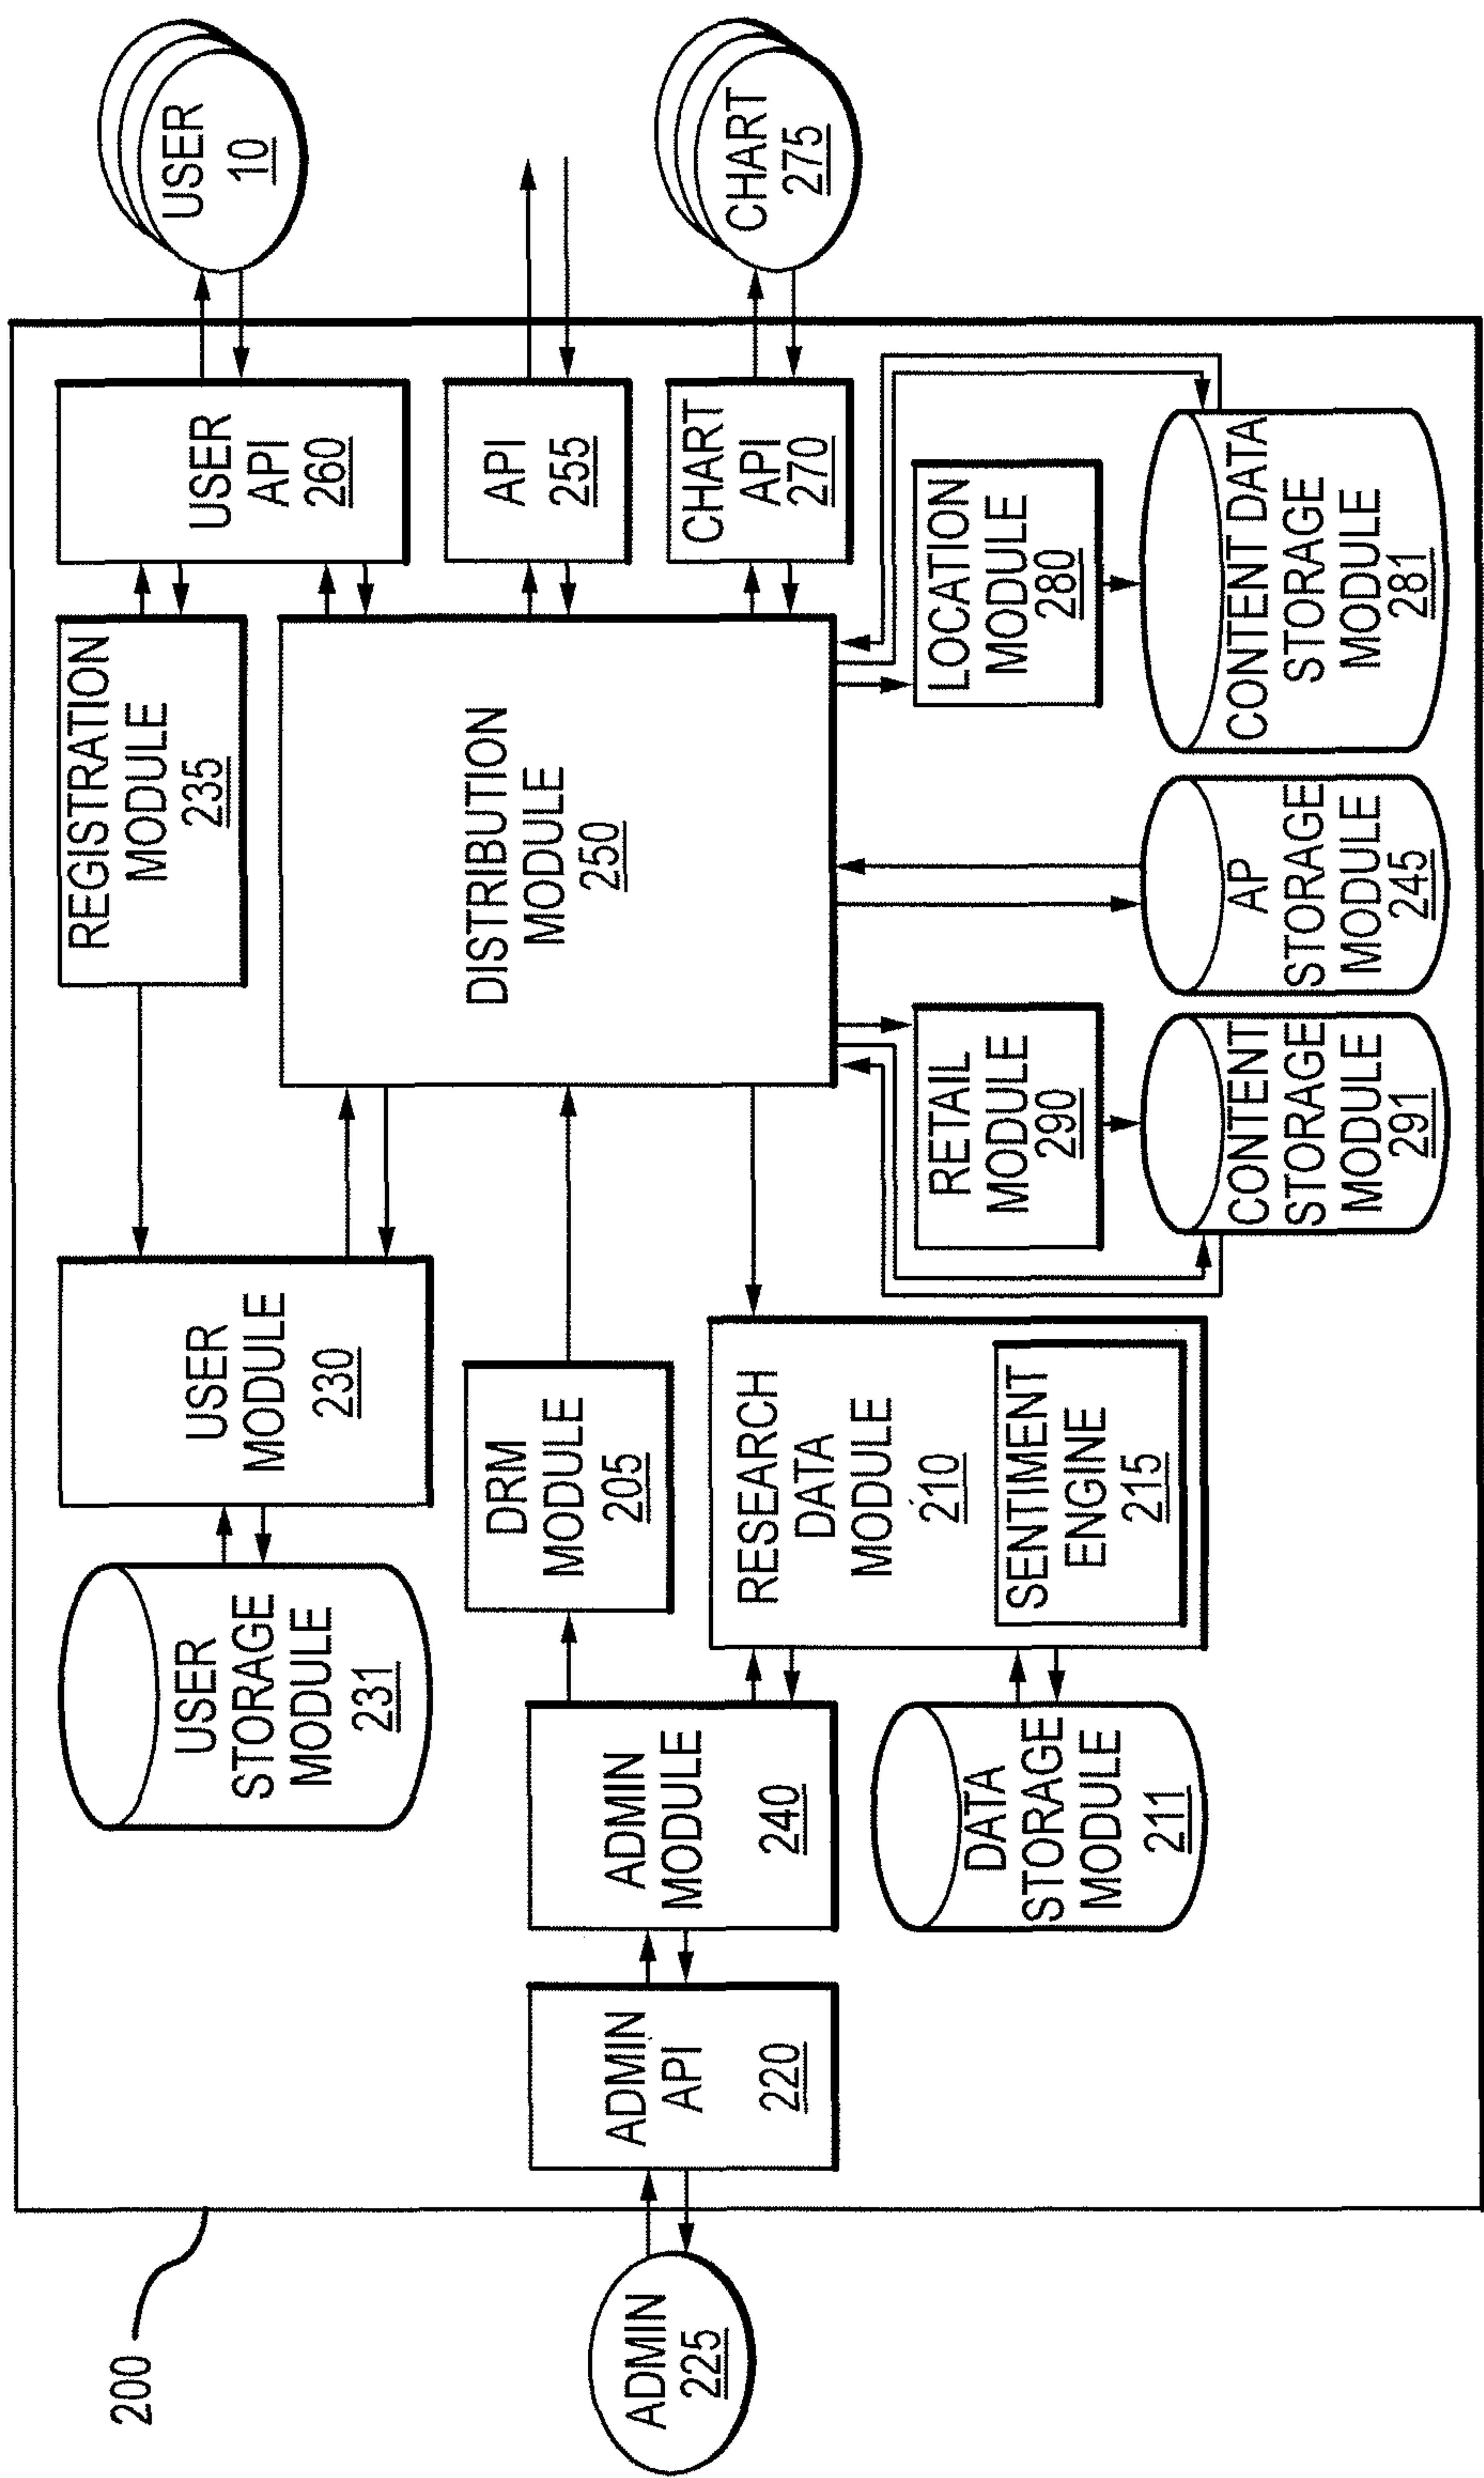 200
ADMIN
225
ADMIN
API
220
ADMIN
MODULE
240
USER
STORAGE
MODULE
231
DATA
STORAGE
MODULE
211
USER
MODULE
230
DRM
MODULE
205
RESEARCH
DATA
MODULE
210
SENTIMENT
ENGINE
215
REGISTRATION
MODULE
235
DISTRIBUTION
MODULE
250
RETAIL
MODULE
290
CONTENT
STORAGE
MODULE
291
AP
STORAGE
MODULE
245
LOCATION
MODULE
280
CONTENT DATA
STORAGE
MODULE
281
USER
API
260
API
255
CHART
API
270
USER
10
CHART
275